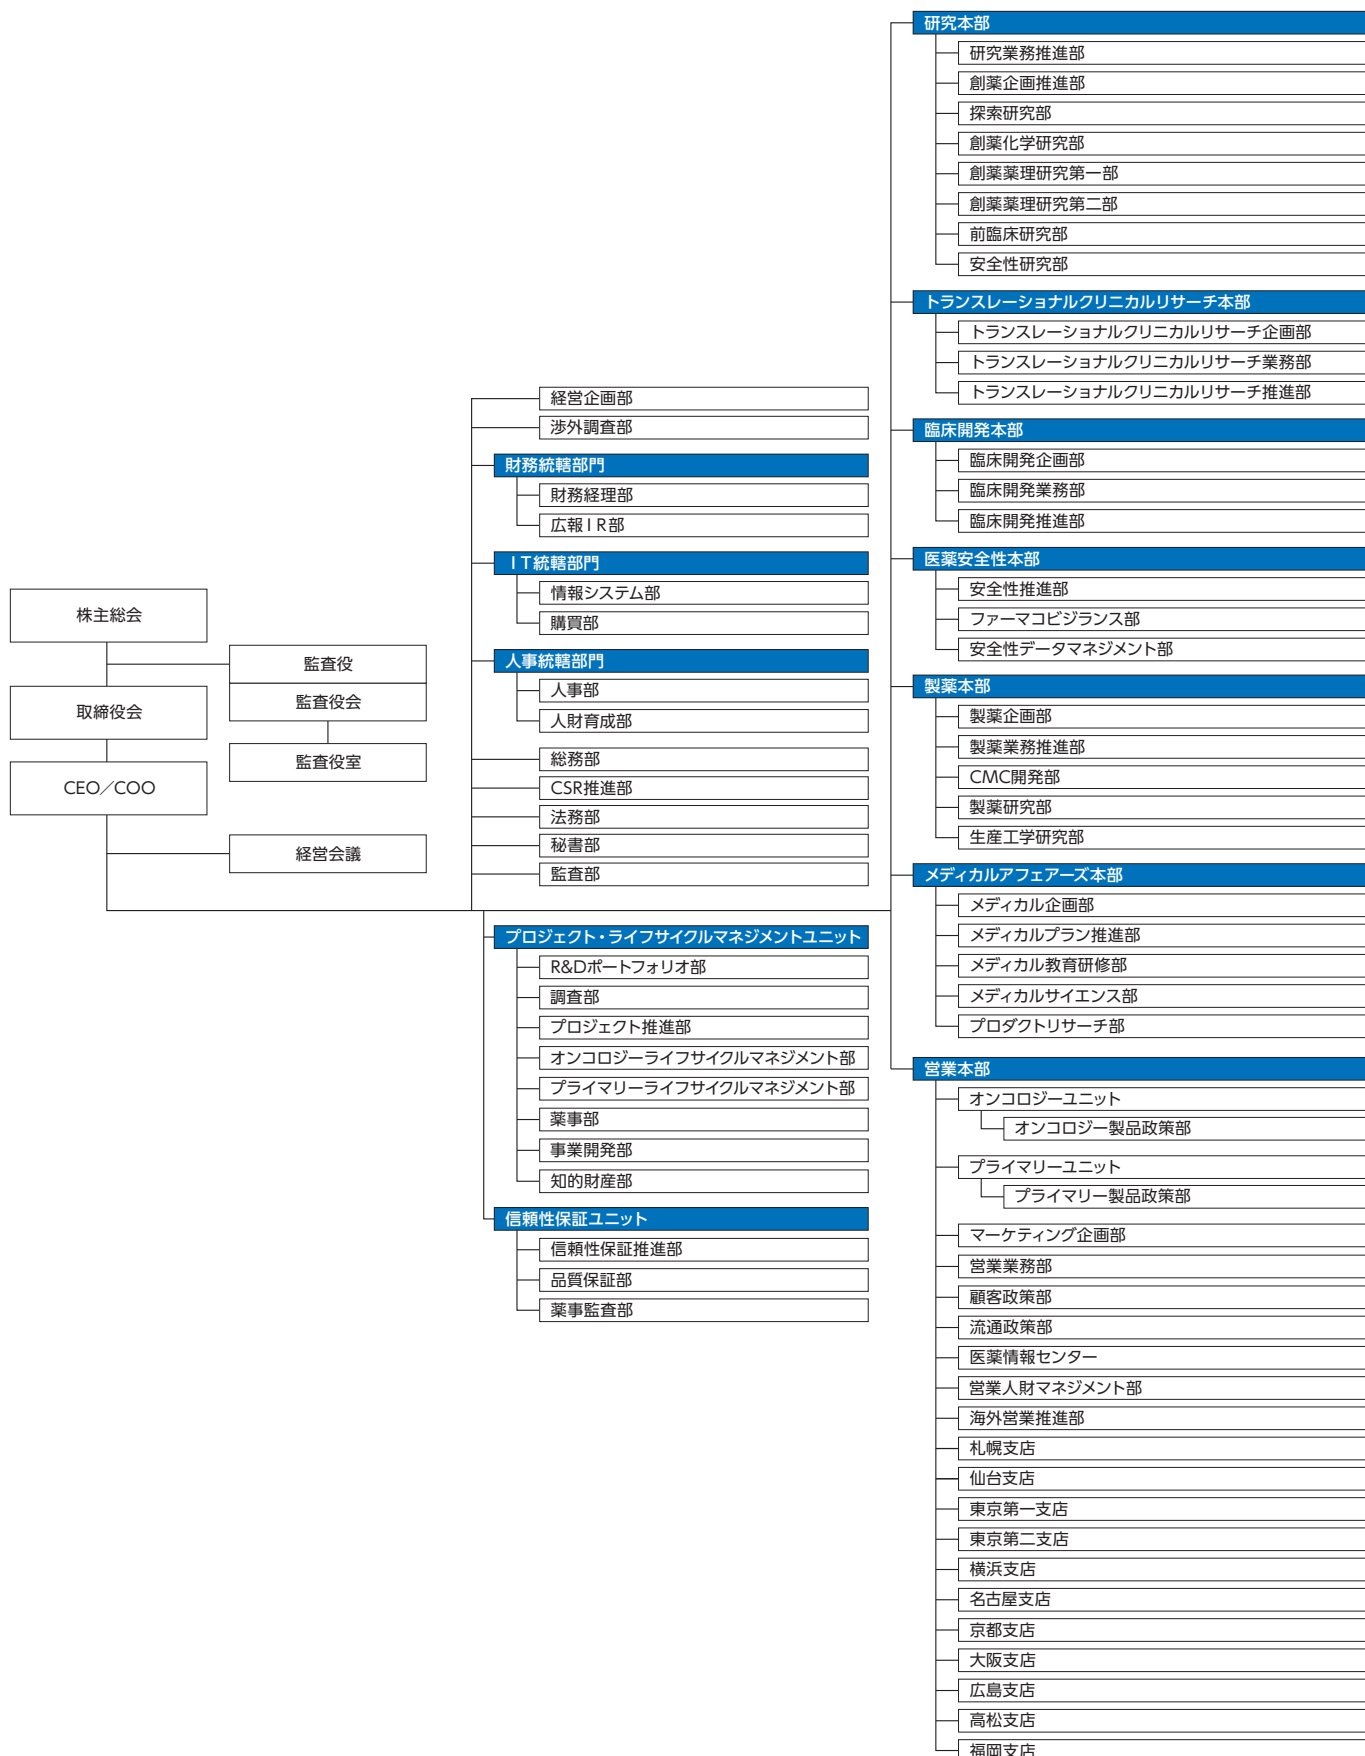 株主総会
監査役
監査役会
取締役会
監査役室
CEO／COO
経営会議
経営企画部
渉外調査部
財務統轄部門
財務経理部
広報IR部
IT統轄部門
情報システム部
購買部
人事統轄部門
人事部
人財育成部
総務部
CSR推進部
法務部
秘書部
監査部
プロジェクト・ライフサイクルマネジメントユニット
R&Dポートフォリオ部
調査部
プロジェクト推進部
オンコロジーライフサイクルマネジメント部
プライマリーライフサイクルマネジメント部
薬事部
事業開発部
知的財産部
信頼性保証ユニット
信頼性保証推進部
品質保証部
薬事監査部
研究本部
研究業務推進部
創薬企画推進部
探索研究部
創薬化学研究部
創薬薬理研究第一部
創薬薬理研究第二部
前臨床研究部
安全性研究部
トランスレーショナルクリニカルリサーチ本部
トランスレーショナルクリニカルリサーチ企画部
トランスレーショナルクリニカルリサーチ業務部
トランスレーショナルクリニカルリサーチ推進部
臨床開発本部
臨床開発企画部
臨床開発業務部
臨床開発推進部
医薬安全性本部
安全性推進部
ファーマコビジランス部
安全性データマネジメント部
製薬本部
製薬企画部
製薬業務推進部
CMC開発部
製薬研究部
生産工学研究部
メディカルアフェアーズ本部
メディカル企画部
メディカルプラン推進部
メディカル教育研修部
メディカルサイエンス部
プロダクトリサーチ部
営業本部
オンコロジーユニット
オンコロジー製品政策部
プライマリーユニット
プライマリー製品政策部
マーケティング企画部
営業業務部
顧客政策部
流通政策部
医薬情報センター
営業人財マネジメント部
海外営業推進部
札幌支店
仙台支店
東京第一支店
東京第二支店
横浜支店
名古屋支店
京都支店
大阪支店
広島支店
高松支店
福岡支店